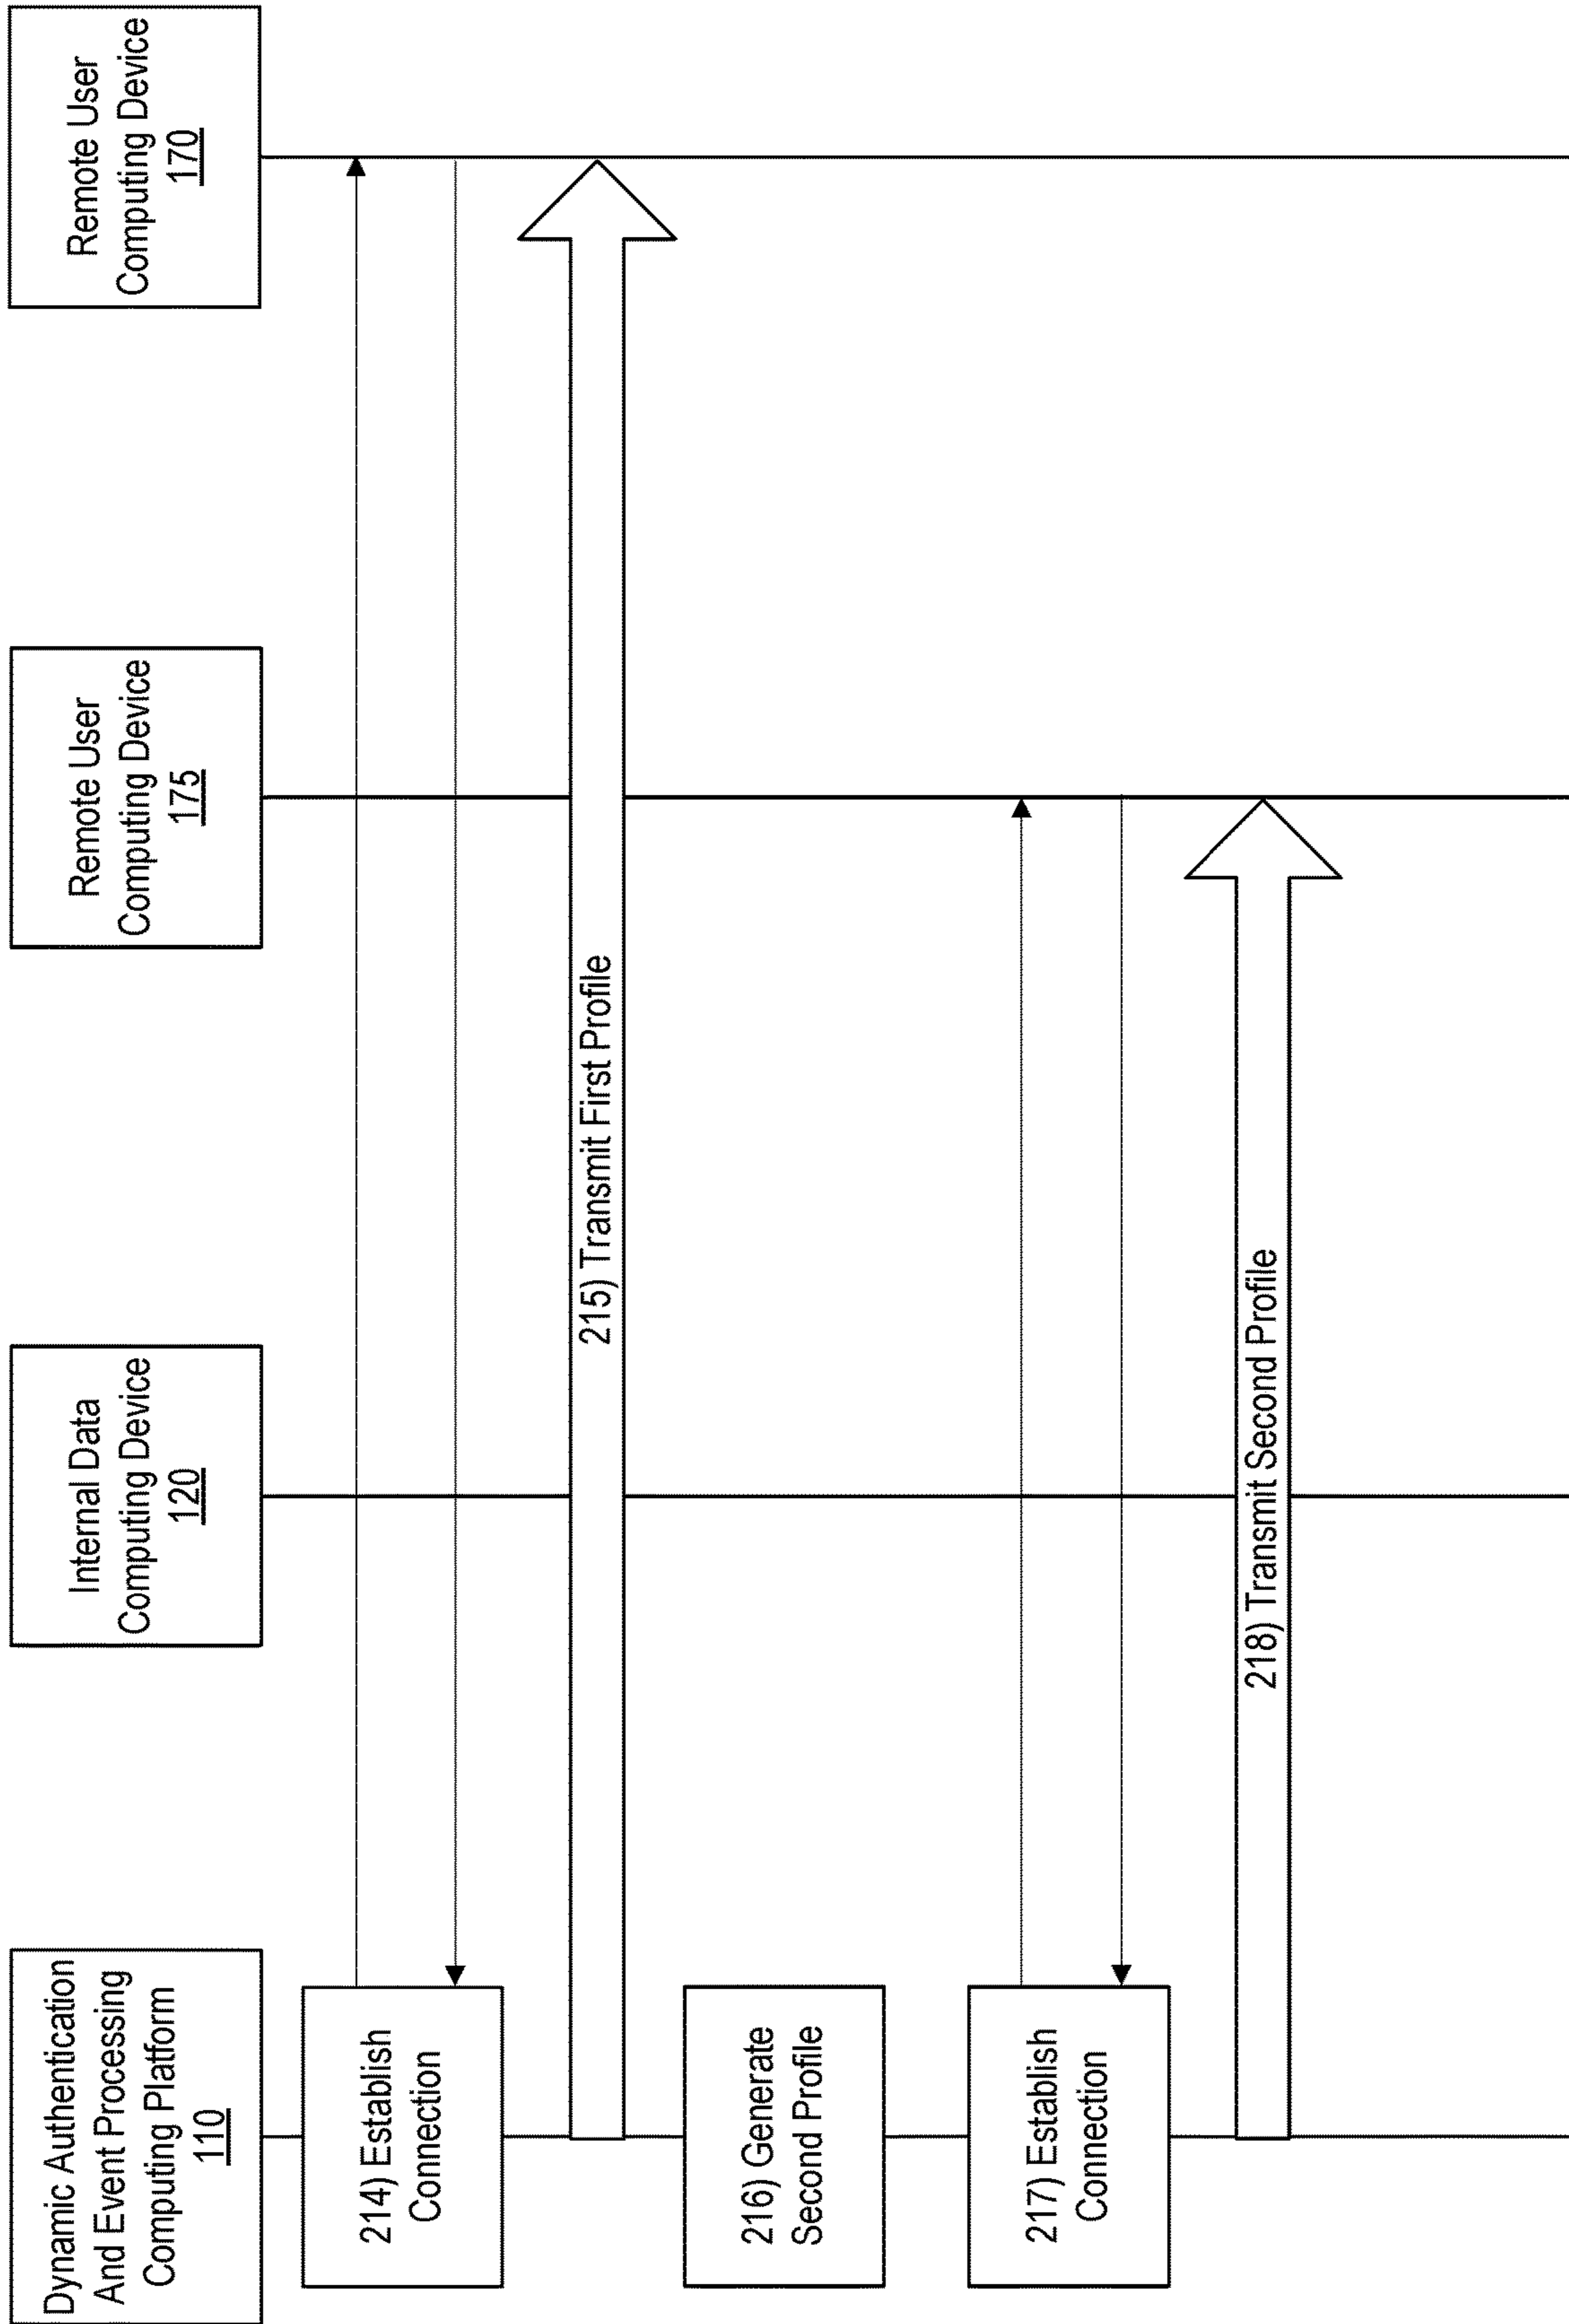 Dynamic Authentication
And Event Processing
Computing Platform
110
Internal Data
Computing Device
120
Remote User
Computing Device
175
Remote User
Computing Device
170
214) Establish
Connection
215) Transmit First Profile
216) Generate
Second Profile
217) Establish
Connection
218) Transmit Second Profile